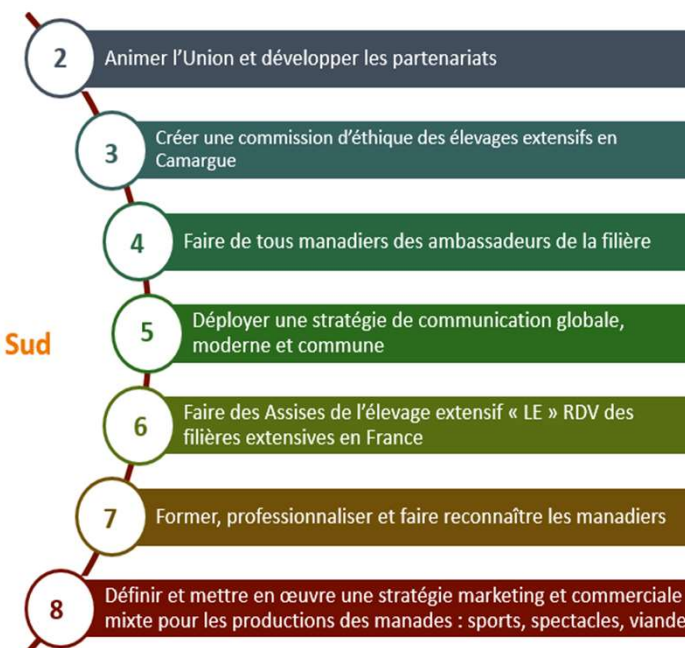 2
Animer l’Union et développer les partenariats
3
Créer une commission d’éthique des élevages extensifs en
Camargue
4
Faire de tous manadiers des ambassadeurs de la filière
Sud
5
Déployer une stratégie de communication globale,
moderne et commune
6
Faire des Assises de l’élevage extensif « LE » RDV des
filières extensives en France
7
Former, professionnaliser et faire reconnaître les manadiers
8
Définir et mettre en œuvre une stratégie marketing et commerciale
mixte pour les productions des manades : sports, spectacles, viande